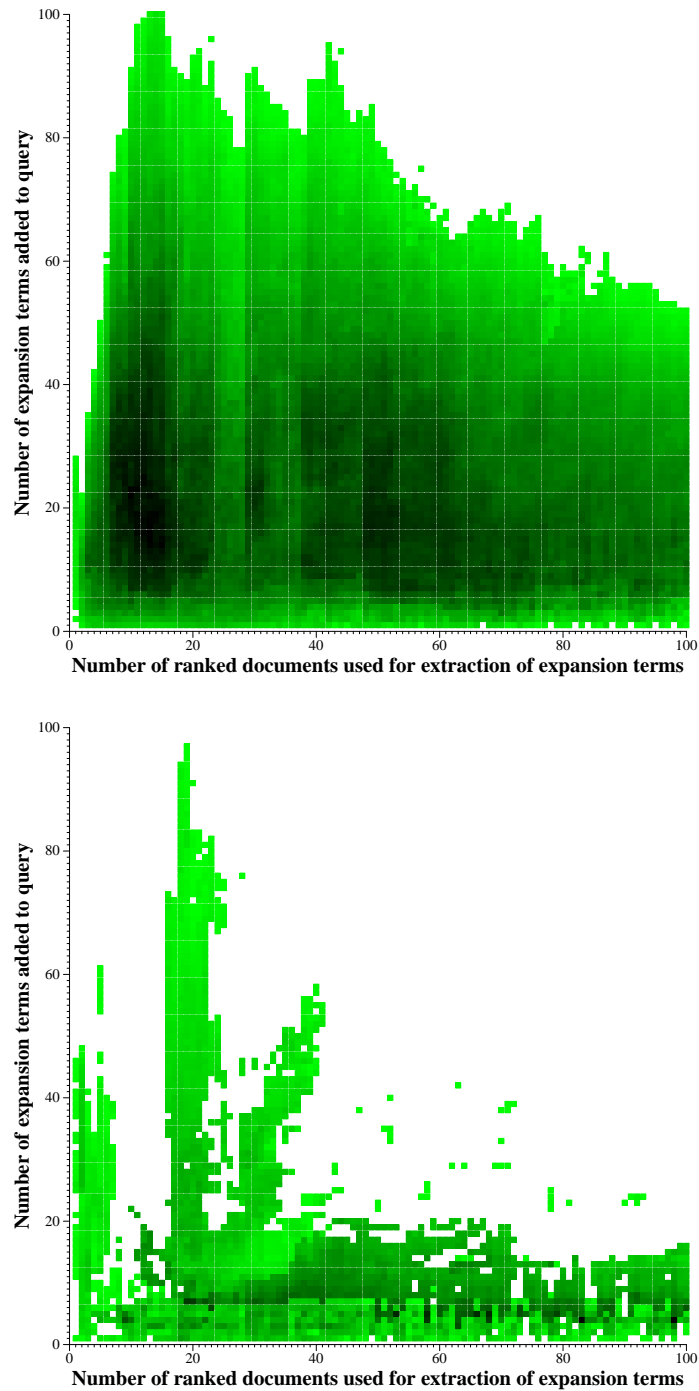 100
80
60
40
20
0
Number of expansion terms added to query
0 20 40 60 80 100
Number of ranked documents used for extraction of expansion terms
100
80
60
40
20
0
Number of expansion terms added to query
0 20 40 60 80 100
Number of ranked documents used for extraction of expansion terms